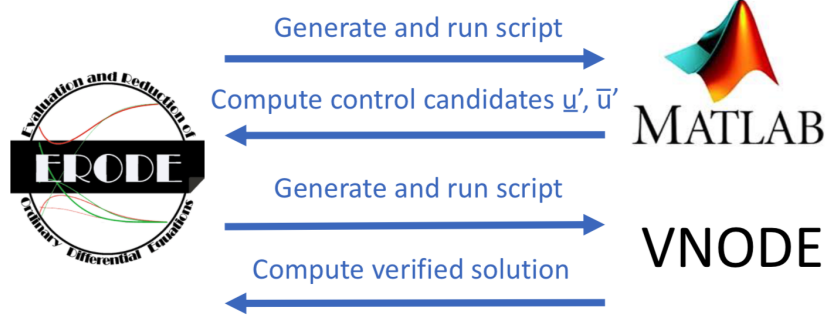 Generate and run script
Compute control candidates u̲’, u̅’
Evaluation and Reduction of
ERODE
Ordinary Differential Equations
MATLAB
Generate and run script
VNODE
Compute verified solution